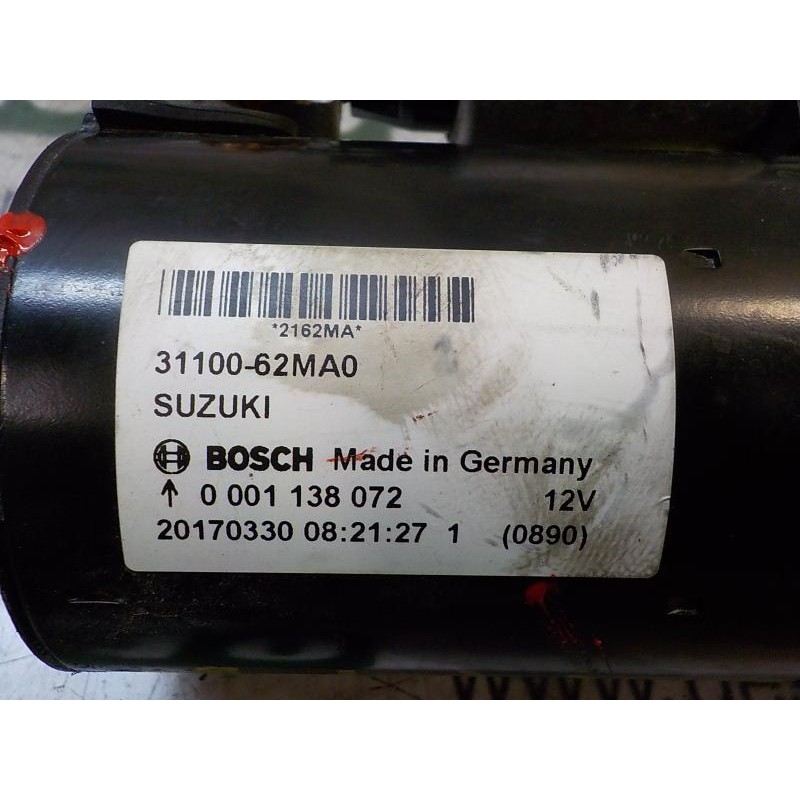 *2162MA*
31100-62MA0
SUZUKI
BOSCH Made in Germany
↑ 0 001 138 072 12V
20170330 08:21:27 1 (0890)